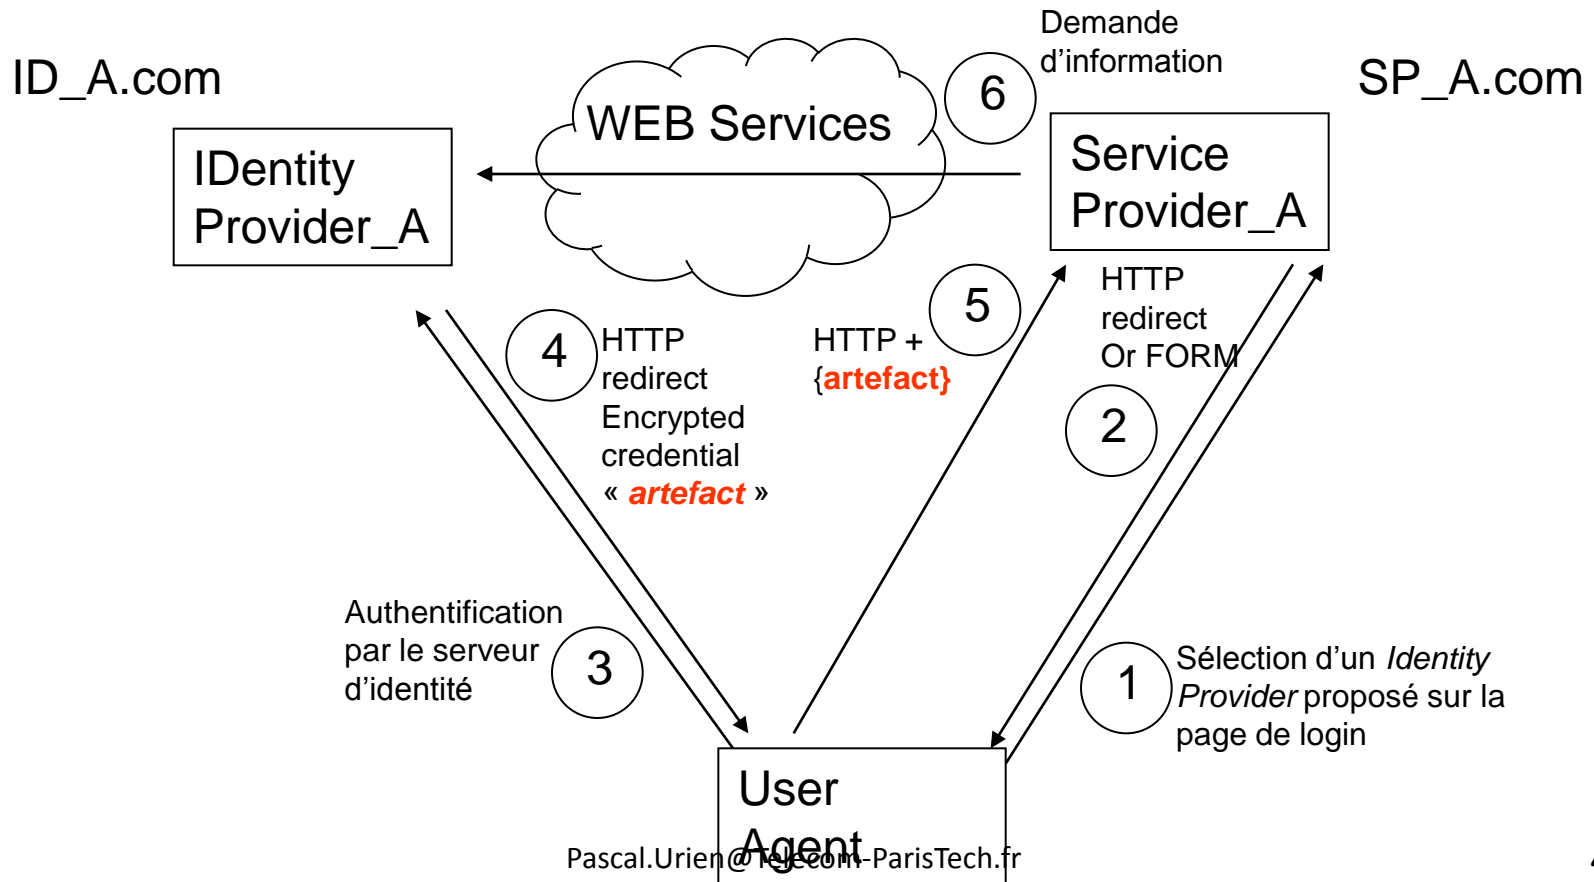 Demande
d'information
ID_A.com
SP_A.com
6
WEB Services
IDentity
Provider_A
Service
Provider_A
5
HTTP
redirect
Or FORM
4
HTTP
redirect
Encrypted
credential
« artefact »
HTTP +
{artefact}
2
Authentification
par le serveur
d'identité
3
1
Sélection d'un Identity
Provider proposé sur la
page de login
User
Agent
Pascal.Urien@Telecom-ParisTech.fr